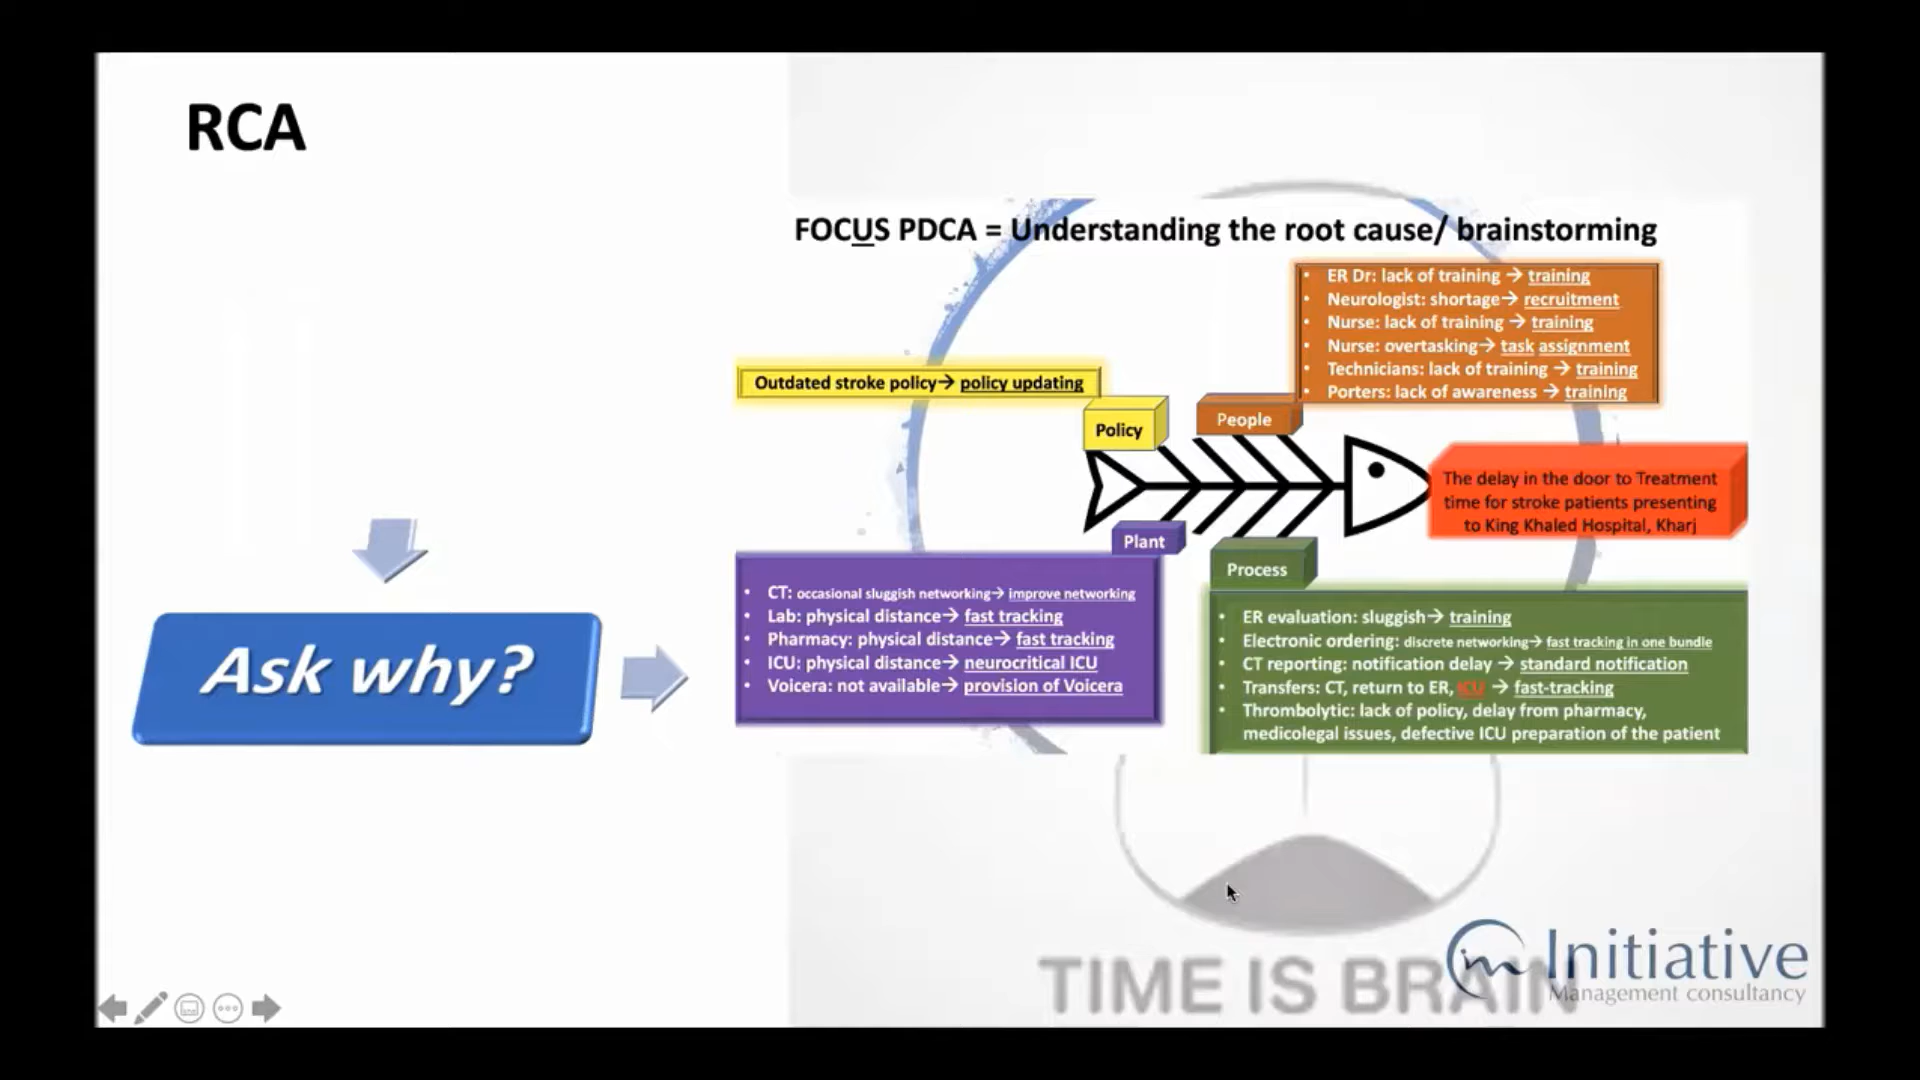 RCA
FOCUS PDCA = Understanding the root cause/ brainstorming
• ER Dr: lack of training → training
• Neurologist: shortage→ recruitment
• Nurse: lack of training → training
• Nurse: overtasking→ task assignment
• Technicians: lack of training → training
• Porters: lack of awareness → training
Outdated stroke policy→ policy updating
Policy
People
The delay in the door to Treatment
time for stroke patients presenting
to King Khaled Hospital, Kharj
Plant
Process
• CT: occasional sluggish networking→ improve networking
• Lab: physical distance→ fast tracking
• Pharmacy: physical distance→ fast tracking
• ICU: physical distance→ neurocritical ICU
• Voicera: not available→ provision of Voicera
• ER evaluation: sluggish→ training
• Electronic ordering: discrete networking→ fast tracking in one bundle
• CT reporting: notification delay → standard notification
• Transfers: CT, return to ER, ICU → fast-tracking
• Thrombolytic: lack of policy, delay from pharmacy,
medicolegal issues, defective ICU preparation of the patient
Ask why?
TIME IS BRAIN
Initiative
Management consultancy